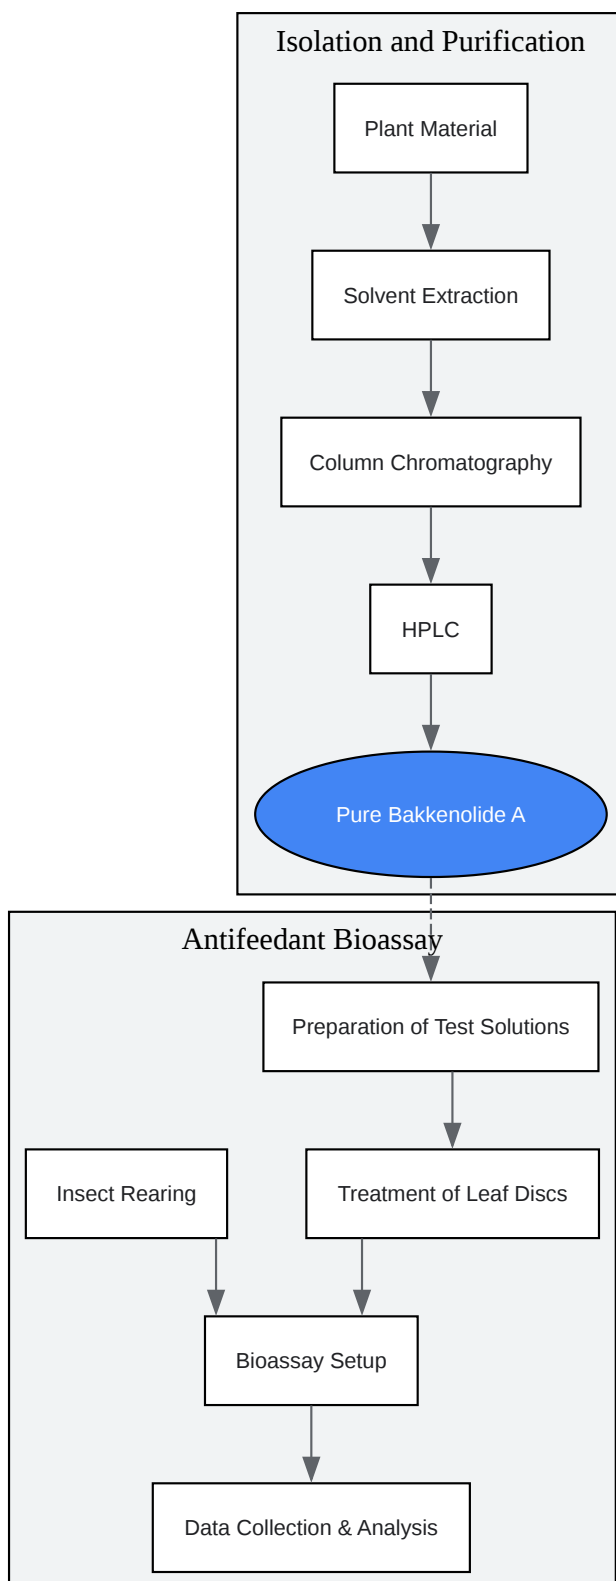 Isolation and Purification
Plant Material
Solvent Extraction
Column Chromatography
HPLC
Pure Bakkenolide A
Antifeedant Bioassay
Preparation of Test Solutions
Insect Rearing
Treatment of Leaf Discs
Bioassay Setup
Data Collection & Analysis